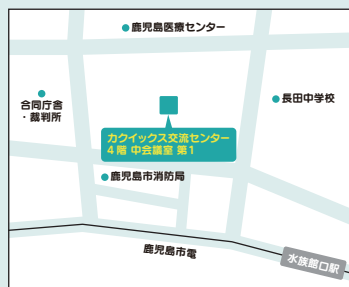 鹿児島医療センター
合同庁舎
・裁判所
長田中学校
カクイックス交流センター
4階 中会議室 第1
鹿児島市消防局
鹿児島市電
水族館口駅